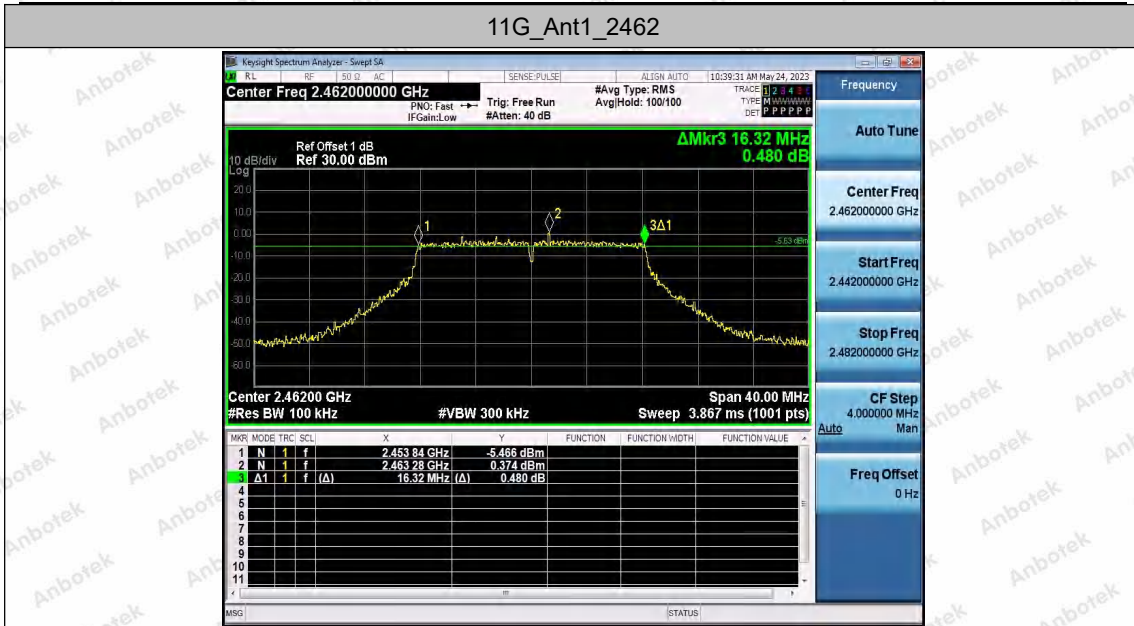 11G_Ant1_2462
Keysight Spectrum Analyzer - Swept SA
RL RF 50 Ω AC SENSE:PULSE ALIGN AUTO 10:39:31 AM May 24, 2023
Center Freq 2.462000000 GHz
PNO: Fast
IFGain:Low
Trig: Free Run
#Atten: 40 dB
#Avg Type: RMS
Avg|Hold: 100/100
TRACE 1 2 3 4 5 6
TYPE M W W W W W
DET P P P P P P
Ref Offset 1 dB
10 dB/div Ref 30.00 dBm
Log
ΔMkr3 16.32 MHz
0.480 dB
20.0
10.0
0.00
-10.0
-20.0
-30.0
-40.0
-50.0
-60.0
1
2
3Δ1
-5.63 dBm
Center 2.46200 GHz Span 40.00 MHz
#Res BW 100 kHz #VBW 300 kHz Sweep 3.867 ms (1001 pts)
MKR MODE TRC SCL X Y FUNCTION FUNCTION WIDTH FUNCTION VALUE
1 N 1 f 2.453 84 GHz -5.466 dBm
2 N 1 f 2.463 28 GHz 0.374 dBm
3 Δ1 1 f (Δ) 16.32 MHz (Δ) 0.480 dB
4
5
6
7
8
9
10
11
MSG STATUS
Frequency
Auto Tune
Center Freq
2.462000000 GHz
Start Freq
2.442000000 GHz
Stop Freq
2.482000000 GHz
CF Step
4.000000 MHz
Auto Man
Freq Offset
0 Hz
Anbotek